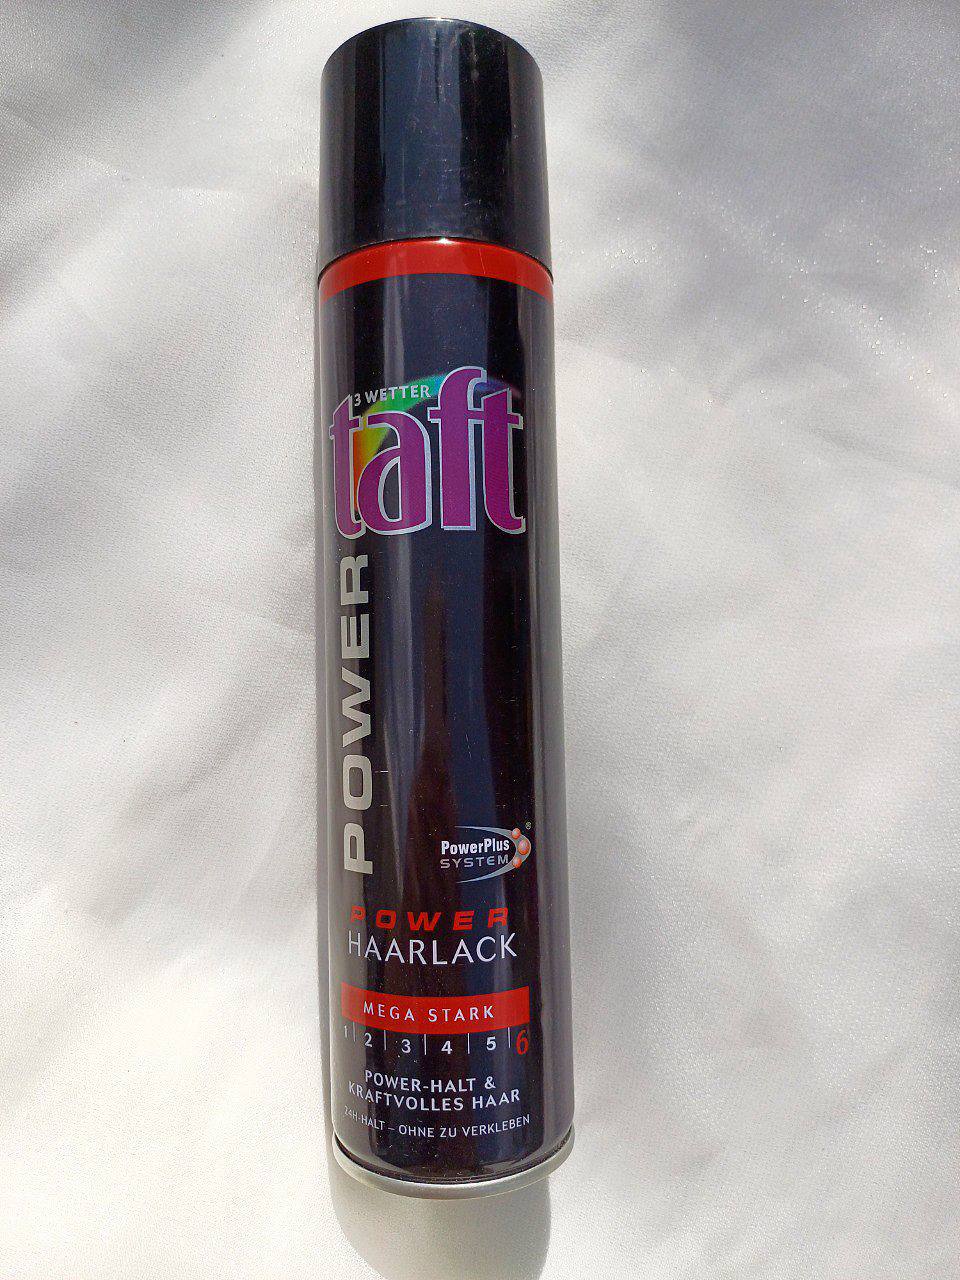 3 WETTER
taft
POWER
PowerPlus®
SYSTEM
POWER
HAARLACK
MEGA STARK
1 | 2 | 3 | 4 | 5 | 6
POWER-HALT &
KRAFTVOLLES HAAR
24H-HALT – OHNE ZU VERKLEBEN